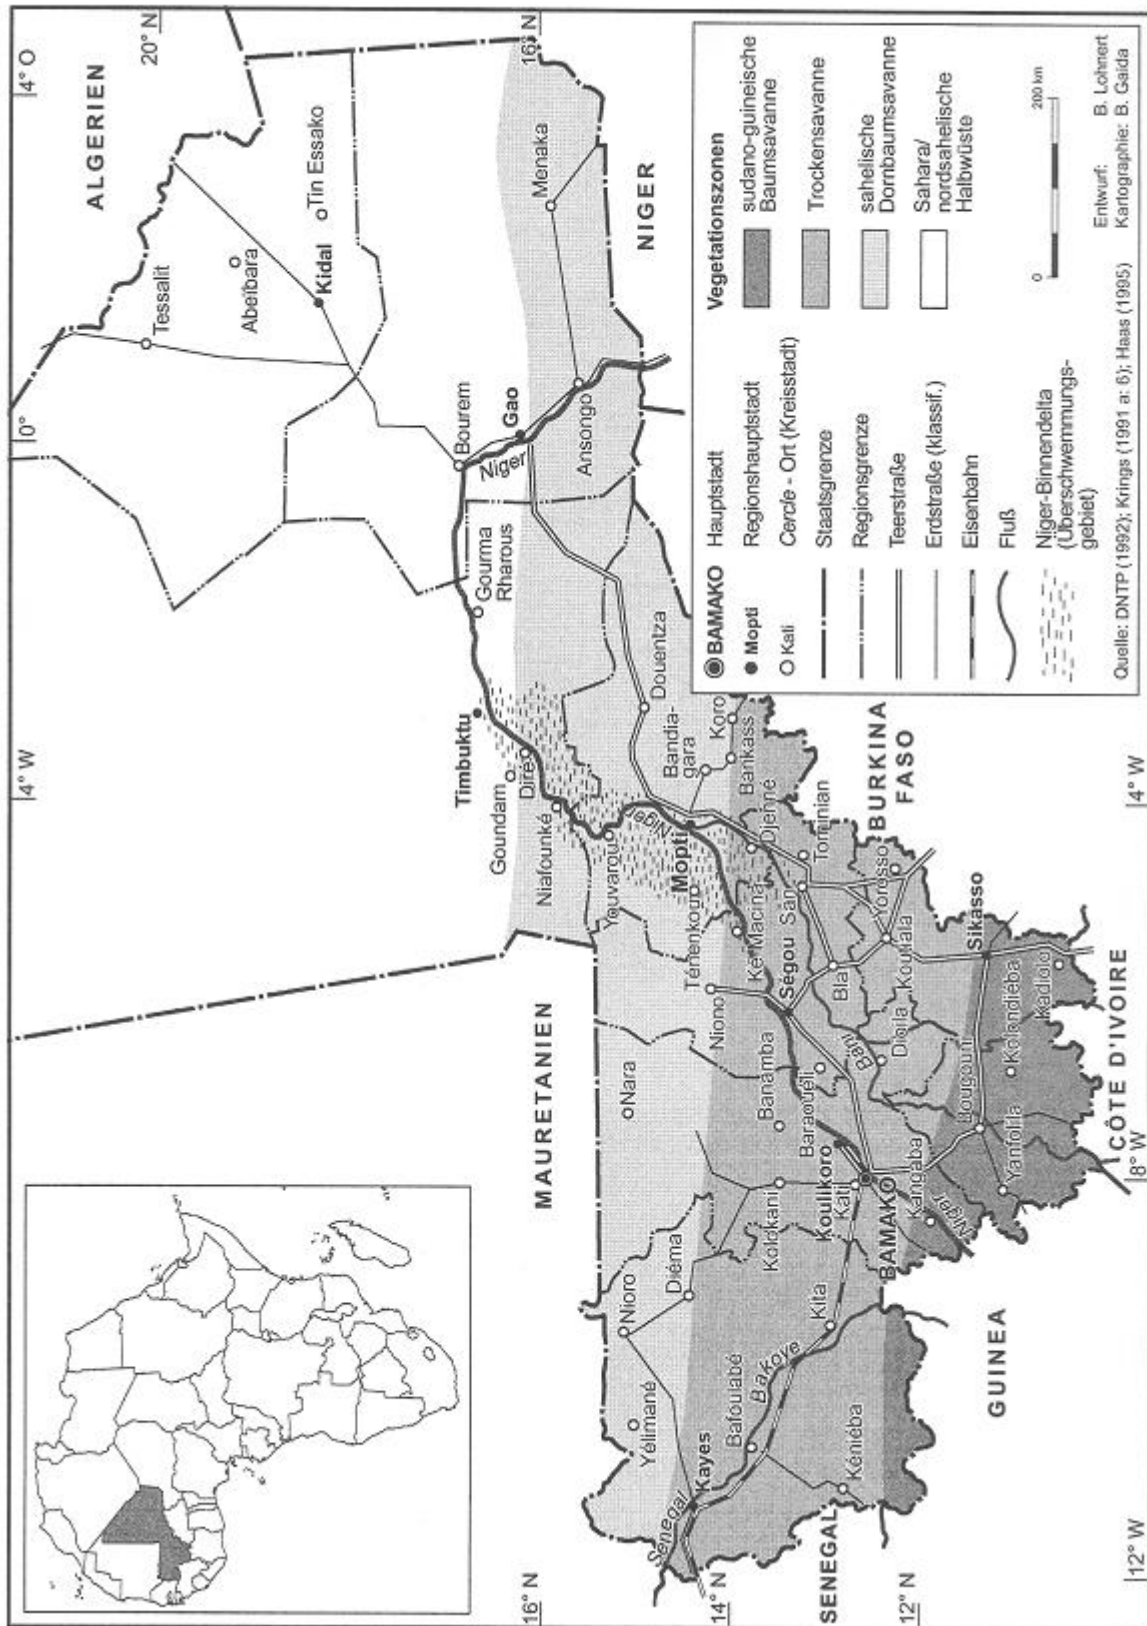 4° O
0°
4° W
20° N
16° N
ALGERIEN
Tessalit
Abeïbara
Tin Essako
Kidal
Bourem
Gourma
Rharous
Timbuktu
Niger
Gao
Menaka
Ansongo
NIGER
Goundam
Diré
Niafounké
Youvarou
Niger
Mopti
Douentza
Bandia-
gara
Koro
Bankass
Djenné
Ténenkoun
Ke Macina
San
Tominian
BURKINA
FASO
MAURETANIEN
Nara
Niono
Ségou
Bla
Yorosso
Koutiala
Sikasso
Banamba
Baraouéli
Bani
Dioïla
Bougouni
Kolondiéba
Kadiolo
CÔTE D'IVOIRE
Nioro
Diéma
Kolokani
Koulikoro
Kati
BAMAKO
Kangaba
Niger
Yanfolila
Yélimané
Senegal
Kayes
Bafoulabé
Bakoye
Kita
Kéniéba
SENEGAL
GUINEA
16° N
14° N
12° N
12° W
8° W
4° W
BAMAKO Hauptstadt
Mopti Regionshauptstadt
Kati Cercle - Ort (Kreisstadt)
Staatsgrenze
Regionsgrenze
Teerstraße
Erdstraße (klassif.)
Eisenbahn
Fluß
Niger-Binnendelta
(Überschwemmungs-
gebiet)
Vegetationszonen
sudano-guineische
Baumsavanne
Trockensavanne
sahelische
Dornbaumsavanne
Sahara/
nordsahelische
Halbwüste
0 200 km
Entwurf: B. Lohnert
Kartographie: B. Gaida
Quelle: DNTP (1992); Krings (1991 a: 6); Haas (1995)